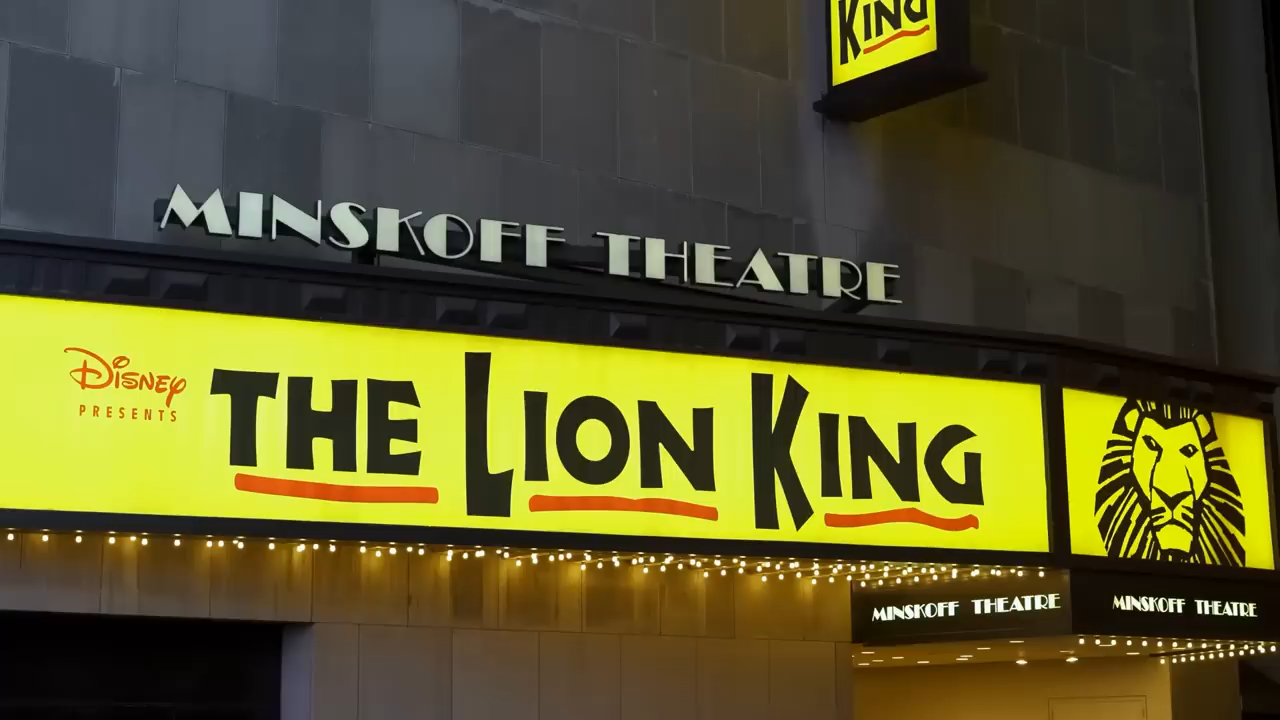 KING
MINSKOFF THEATRE
DISNEY
PRESENTS
THE LION KING
MINSKOFF THEATRE
MINSKOFF THEATRE